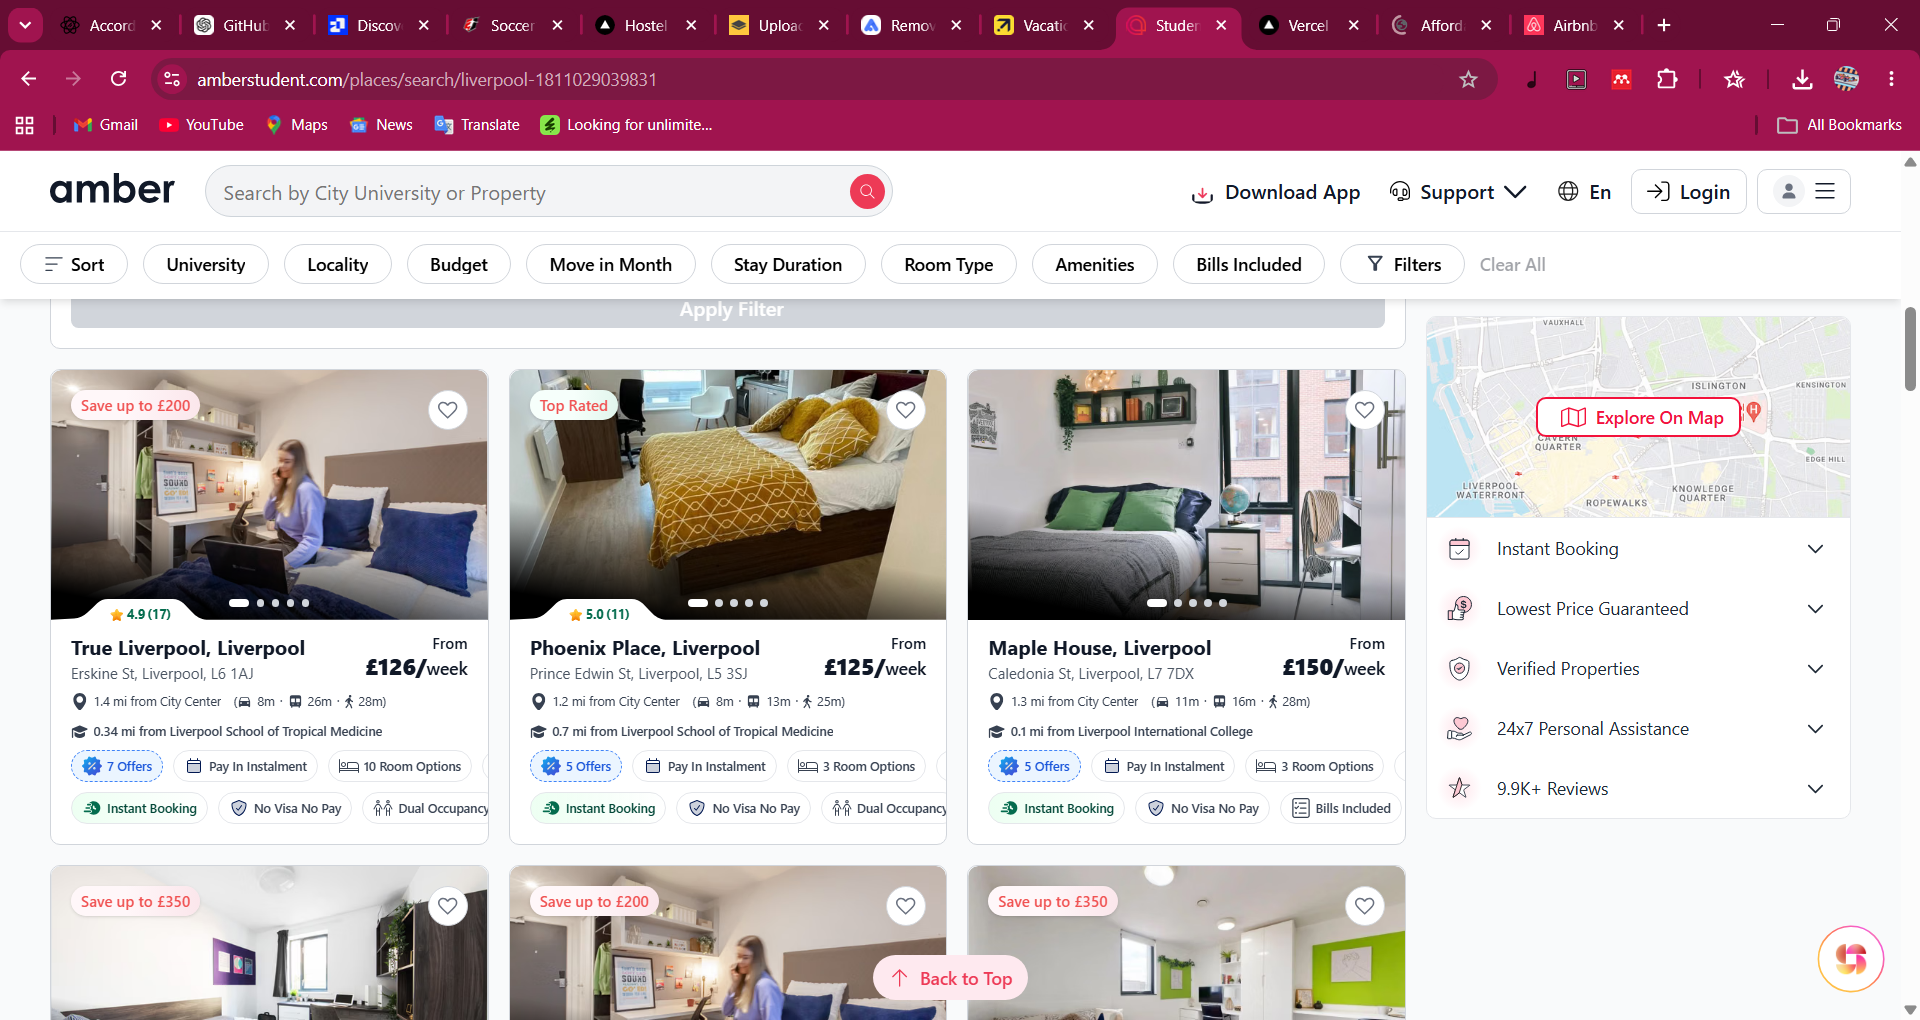 Accord
GitHub
Discov
Soccer
Hostel
Upload
Remov
Vacatio
Studen
Vercel
Afford
Airbnb
amberstudent.com/places/search/liverpool-1811029039831
Gmail
YouTube
Maps
News
Translate
Looking for unlimite...
All Bookmarks
amber
Search by City University or Property
Download App
Support
En
Login
Sort
University
Locality
Budget
Move in Month
Stay Duration
Room Type
Amenities
Bills Included
Filters
Clear All
Apply Filter
Save up to £200
4.9 (17)
True Liverpool, Liverpool
From
£126/week
Erskine St, Liverpool, L6 1AJ
1.4 mi from City Center (8m · 26m · 28m)
0.34 mi from Liverpool School of Tropical Medicine
7 Offers
Pay In Instalment
10 Room Options
Instant Booking
No Visa No Pay
Dual Occupancy
Top Rated
5.0 (11)
Phoenix Place, Liverpool
From
£125/week
Prince Edwin St, Liverpool, L5 3SJ
1.2 mi from City Center (8m · 13m · 25m)
0.7 mi from Liverpool School of Tropical Medicine
5 Offers
Pay In Instalment
3 Room Options
Instant Booking
No Visa No Pay
Dual Occupancy
Maple House, Liverpool
From
£150/week
Caledonia St, Liverpool, L7 7DX
1.3 mi from City Center (11m · 16m · 28m)
0.1 mi from Liverpool International College
5 Offers
Pay In Instalment
3 Room Options
Instant Booking
No Visa No Pay
Bills Included
VAUXHALL
ISLINGTON
KENSINGTON
Explore On Map
CAVERN
QUARTER
EDGE HILL
LIVERPOOL
WATERFRONT
KNOWLEDGE
QUARTER
ROPEWALKS
Instant Booking
Lowest Price Guaranteed
Verified Properties
24x7 Personal Assistance
9.9K+ Reviews
Save up to £350
Save up to £200
Save up to £350
Back to Top